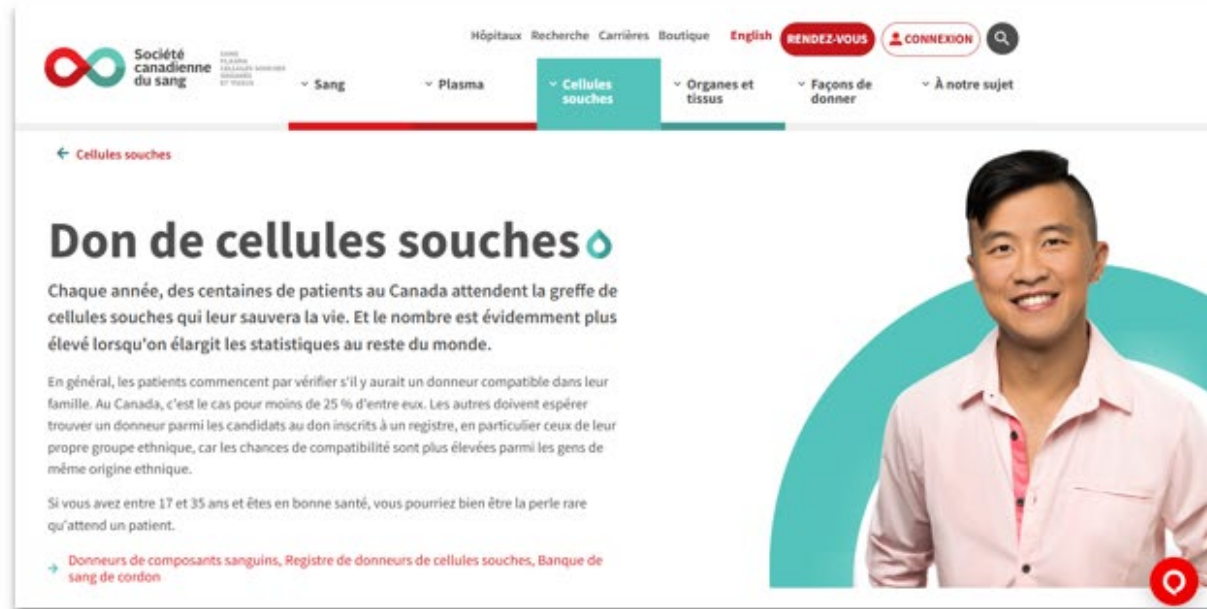 Hôpitaux Recherche Carrières Boutique English RENDEZ-VOUS CONNEXION
Société
canadienne
du sang
SANG
PLASMA
CELLULES SOUCHES
ORGANES
ET TISSUS
Sang
Plasma
Cellules
souches
Organes et
tissus
Façons de
donner
À notre sujet
Cellules souches
Don de cellules souches
Chaque année, des centaines de patients au Canada attendent la greffe de
cellules souches qui leur sauvera la vie. Et le nombre est évidemment plus
élevé lorsqu'on élargit les statistiques au reste du monde.
En général, les patients commencent par vérifier s'il y aurait un donneur compatible dans leur
famille. Au Canada, c'est le cas pour moins de 25 % d'entre eux. Les autres doivent espérer
trouver un donneur parmi les candidats au don inscrits à un registre, en particulier ceux de leur
propre groupe ethnique, car les chances de compatibilité sont plus élevées parmi les gens de
même origine ethnique.
Si vous avez entre 17 et 35 ans et êtes en bonne santé, vous pourriez bien être la perle rare
qu'attend un patient.
Donneurs de composants sanguins, Registre de donneurs de cellules souches, Banque de
sang de cordon